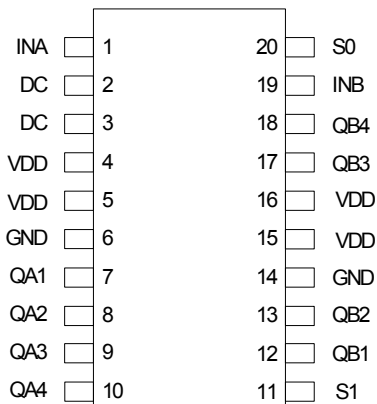 INA 1 20 S0
DC 2 19 INB
DC 3 18 QB4
VDD 4 17 QB3
VDD 5 16 VDD
GND 6 15 VDD
QA1 7 14 GND
QA2 8 13 QB2
QA3 9 12 QB1
QA4 10 11 S1